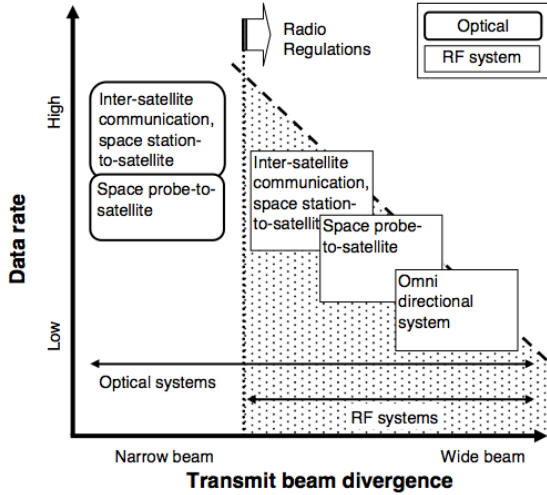 Radio
Regulations
Optical
RF system
High
Data rate
Low
Inter-satellite
communication,
space station-
to-satellite
Space probe-to-
satellite
Inter-satellite
communication,
space station-
to-satellite
Space probe-
to-satellite
Omni
directional
system
Optical systems
RF systems
Narrow beam
Wide beam
Transmit beam divergence